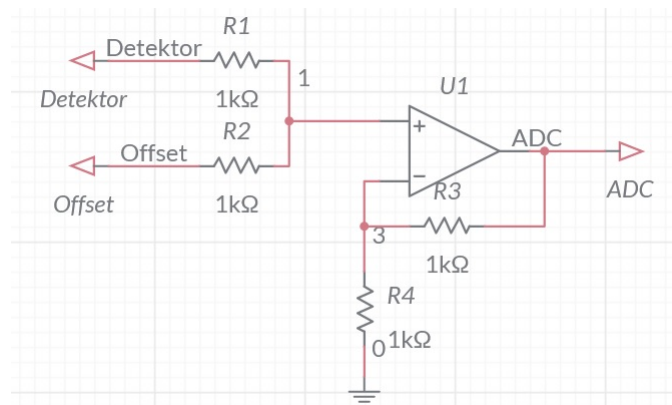 R1
Detektor
1
Detektor
1kΩ
U1
R2
+
ADC
Offset
−
ADC
R3
Offset
1kΩ
3
1kΩ
R4
0
1kΩ